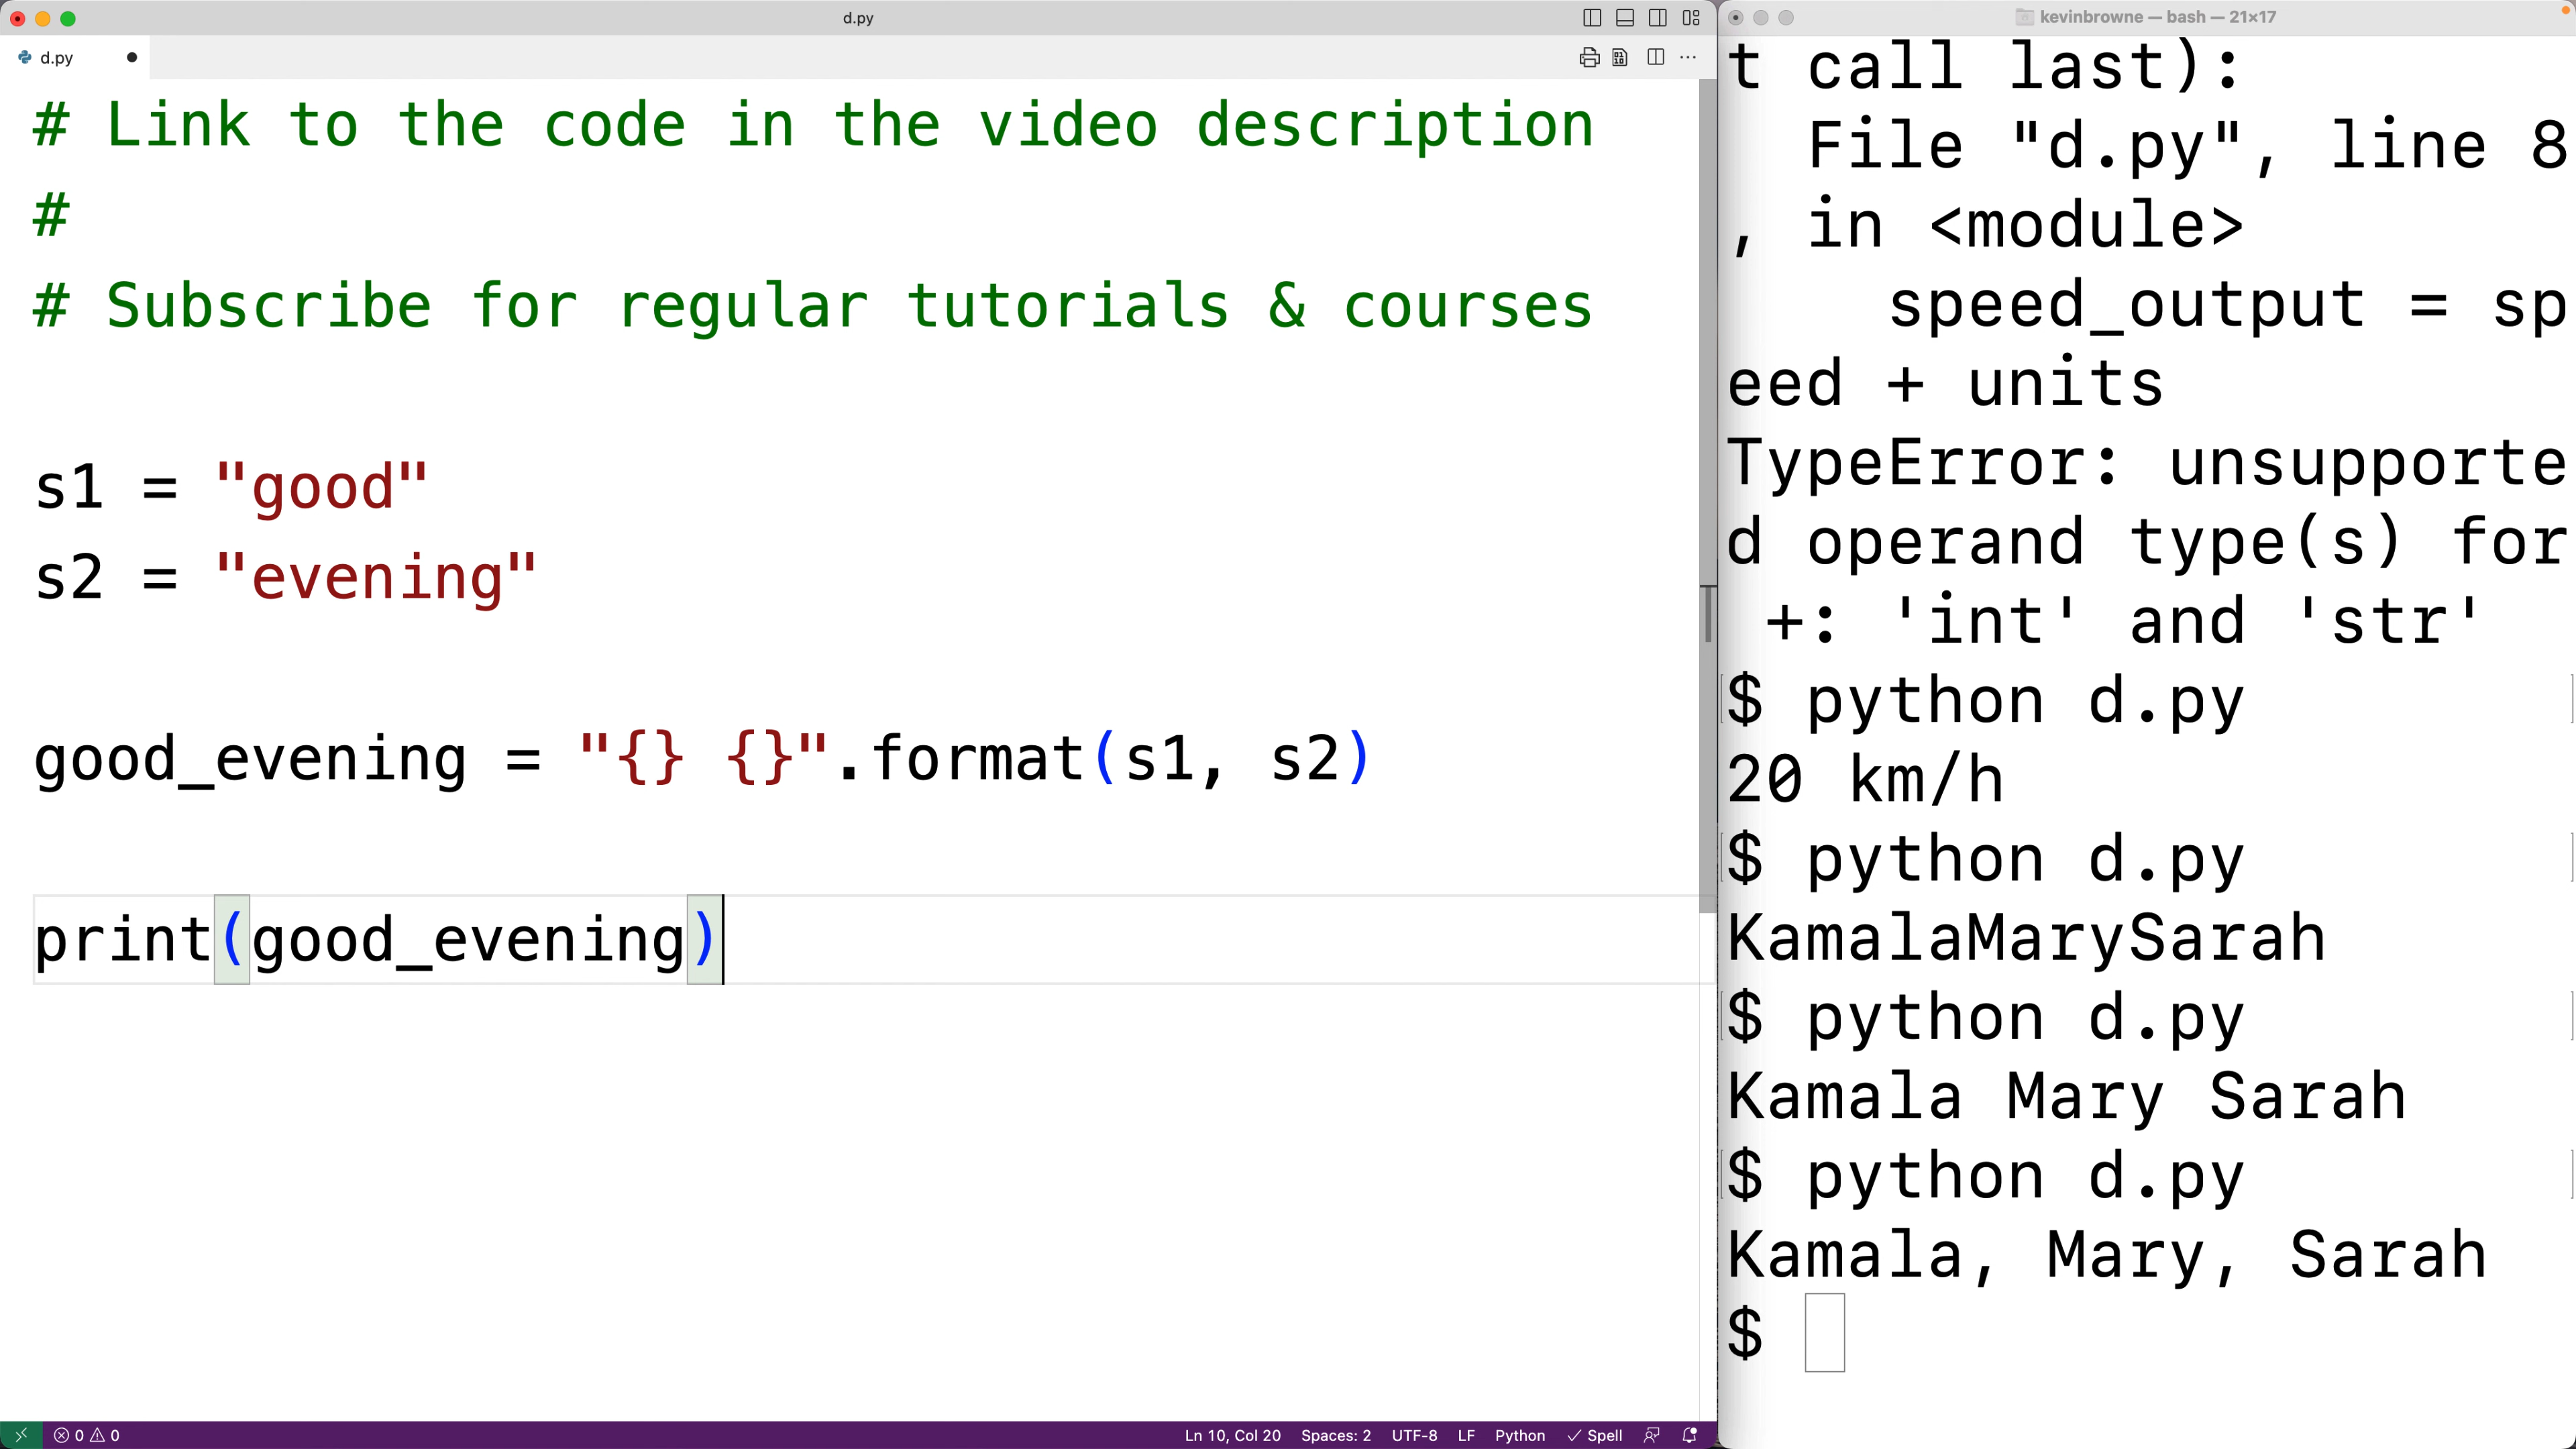 d.py
d.py
# Link to the code in the video description
#
# Subscribe for regular tutorials & courses
s1 = "good"
s2 = "evening"
good_evening = "{} {}".format(s1, s2)
print(good_evening)
0 0
Ln 10, Col 20 Spaces: 2 UTF-8 LF Python Spell
kevinbrowne — bash — 21×17
t call last):
File "d.py", line 8
, in <module>
speed_output = sp
eed + units
TypeError: unsupporte
d operand type(s) for
+: 'int' and 'str'
$ python d.py
20 km/h
$ python d.py
KamalaMarySarah
$ python d.py
Kamala Mary Sarah
$ python d.py
Kamala, Mary, Sarah
$